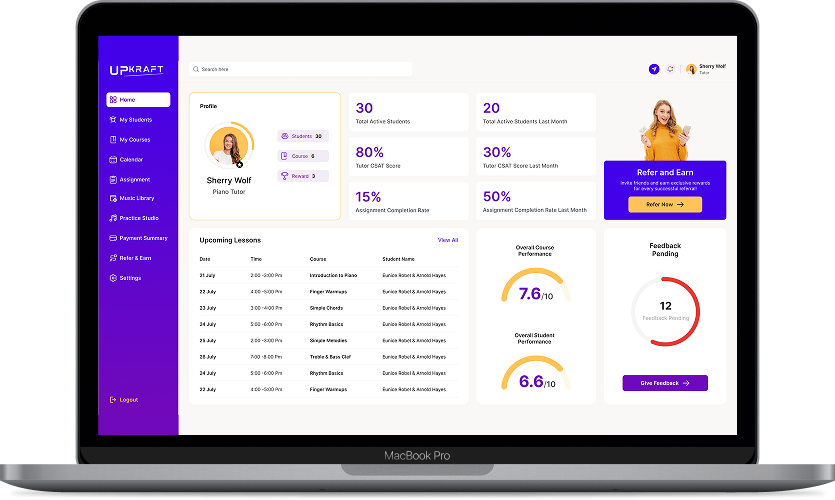 UPKRAFT
Home
My Students
My Courses
Calendar
Assignment
Music Library
Practice Studio
Payment Summary
Refer & Earn
Settings
Logout
Search here
Sherry Wolf
Tutor
Profile
Students 30
Course 6
Reward 3
Sherry Wolf
Piano Tutor
30
Total Active Students
20
Total Active Students Last Month
80%
Tutor CSAT Score
30%
Tutor CSAT Score Last Month
15%
Assignment Completion Rate
50%
Assignment Completion Rate Last Month
Refer and Earn
Invite friends and earn exclusive rewards
for every successful referral!
Refer Now
Upcoming Lessons
View All
Date Time Course Student Name
21 July 2:00 -3:00 Pm Introduction to Piano Eunice Robel & Arnold Hayes
22 July 4:00 -5:00 Pm Finger Warmups Eunice Robel & Arnold Hayes
23 July 3:00 -4:00 Pm Simple Chords Eunice Robel & Arnold Hayes
24 July 5:00 -6:00 Pm Rhythm Basics Eunice Robel & Arnold Hayes
25 July 2:00 -3:00 Pm Simple Melodies Eunice Robel & Arnold Hayes
26 July 7:00 -8:00 Pm Treble & Bass Clef Eunice Robel & Arnold Hayes
24 July 5:00 -6:00 Pm Rhythm Basics Eunice Robel & Arnold Hayes
22 July 4:00 -5:00 Pm Finger Warmups Eunice Robel & Arnold Hayes
Overall Course
Performance
7.6/10
Overall Student
Performance
6.6/10
Feedback
Pending
12
Feedback Pending
Give Feedback
MacBook Pro